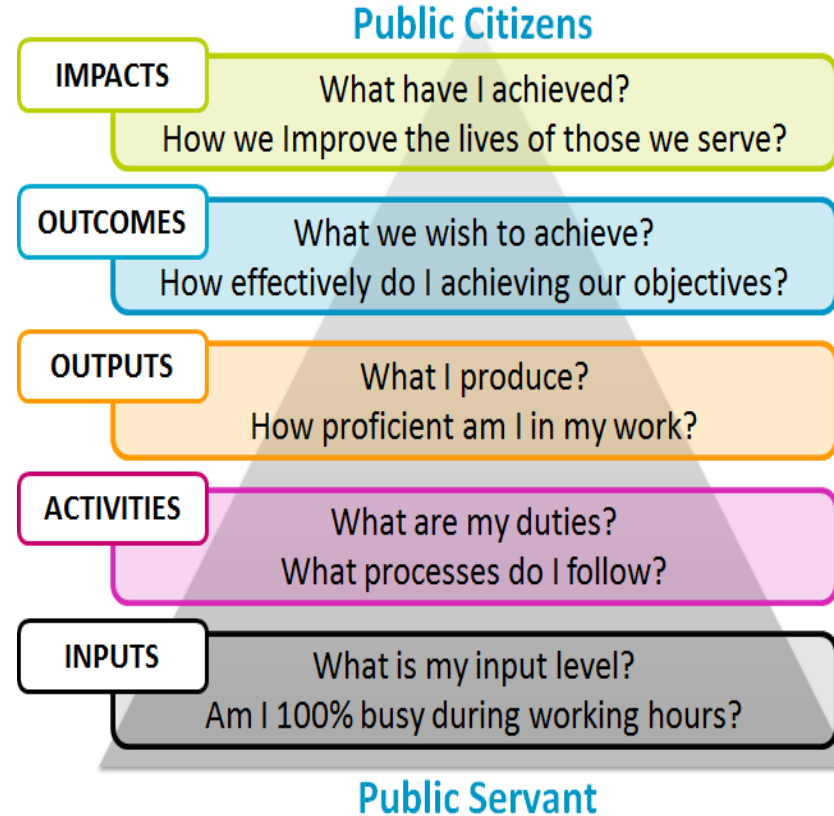 Public Citizens
IMPACTS
What have I achieved?
How we Improve the lives of those we serve?
OUTCOMES
What we wish to achieve?
How effectively do I achieving our objectives?
OUTPUTS
What I produce?
How proficient am I in my work?
ACTIVITIES
What are my duties?
What processes do I follow?
INPUTS
What is my input level?
Am I 100% busy during working hours?
Public Servant